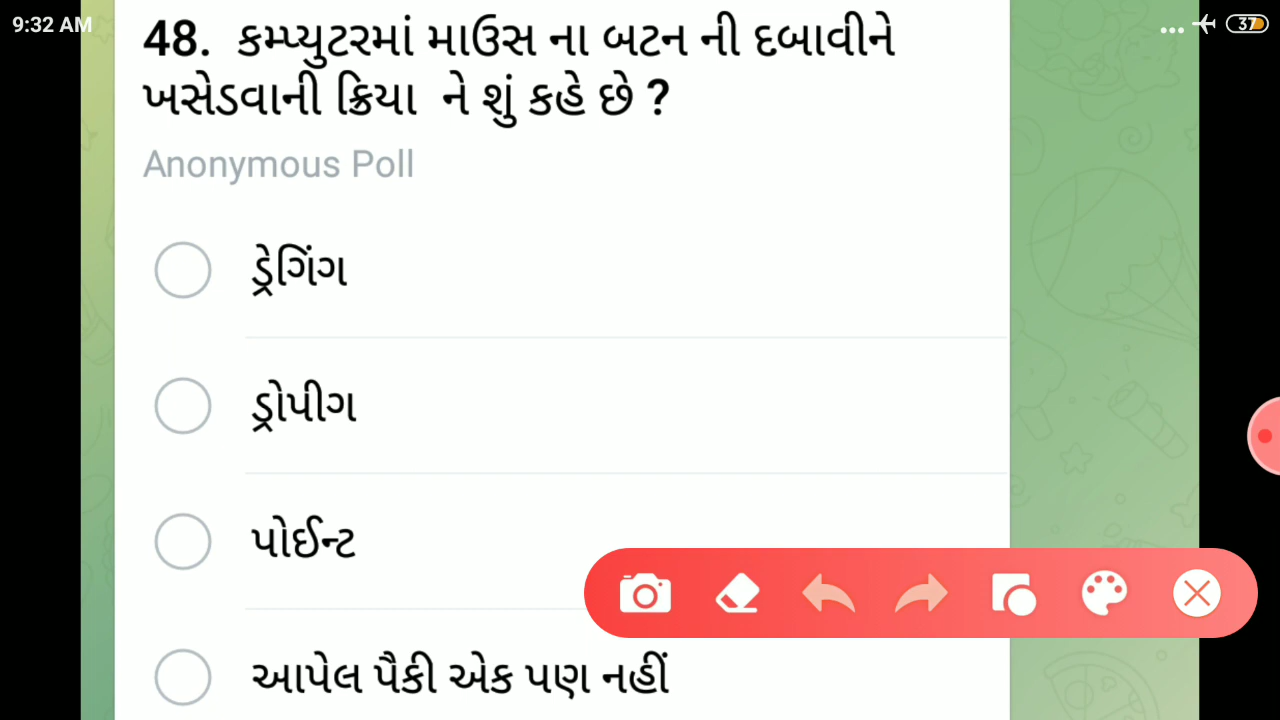 9:32 AM
37
48. કમ્પ્યુટરમાં માઉસ ના બટન ની દબાવીને
ખસેડવાની ક્રિયા ને શું કહે છે ?
Anonymous Poll
ડ્રેગિંગ
ડ્રોપીગ
પોઈન્ટ
આપેલ પૈકી એક પણ નહીં